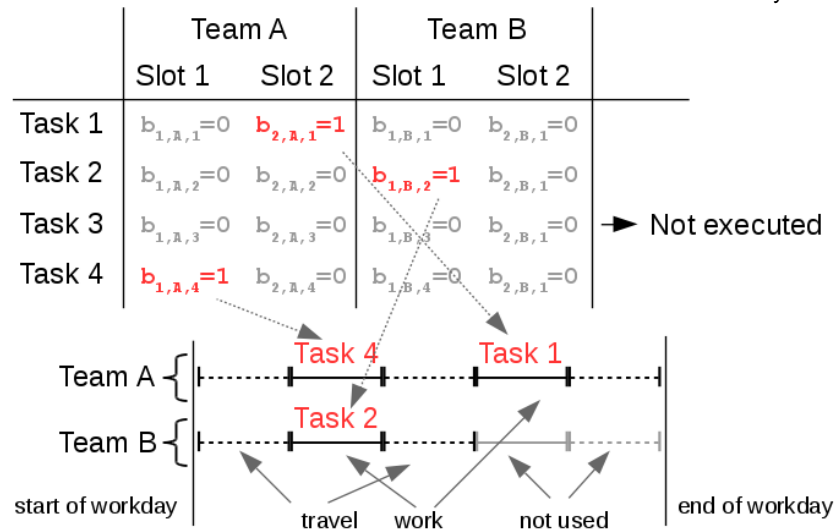 Team A Team B
Slot 1 Slot 2 Slot 1 Slot 2
Task 1 b1,A,1=0 b2,A,1=1 b1,B,1=0 b2,B,1=0
Task 2 b1,A,2=0 b2,A,2=0 b1,B,2=1 b2,B,1=0
Task 3 b1,A,3=0 b2,A,3=0 b1,B,3=0 b2,B,1=0 Not executed
Task 4 b1,A,4=1 b2,A,4=0 b1,B,4=0 b2,B,1=0
Task 4 Task 1
Team A
Task 2
Team B
start of workday travel work not used end of workday